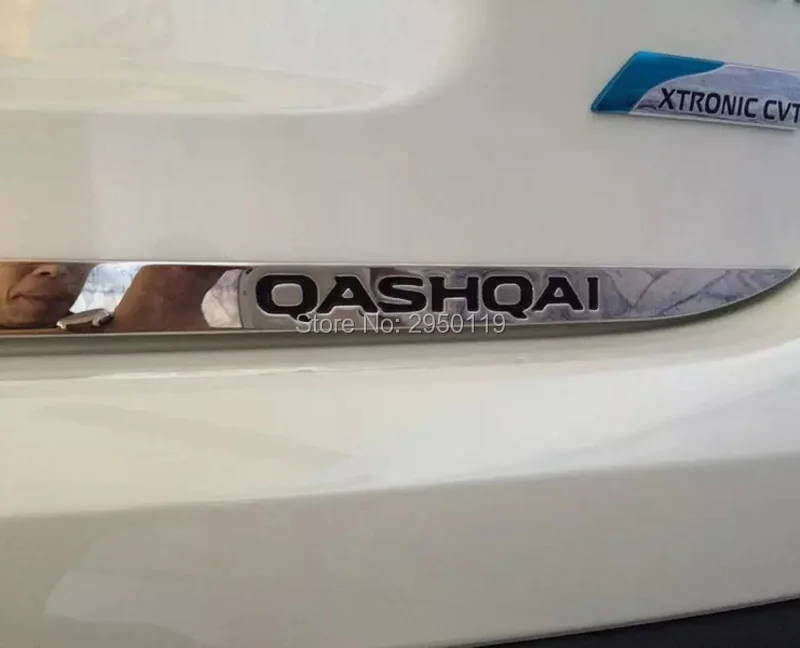 XTRONIC CVT
QASHQAI
Store No: 2950119